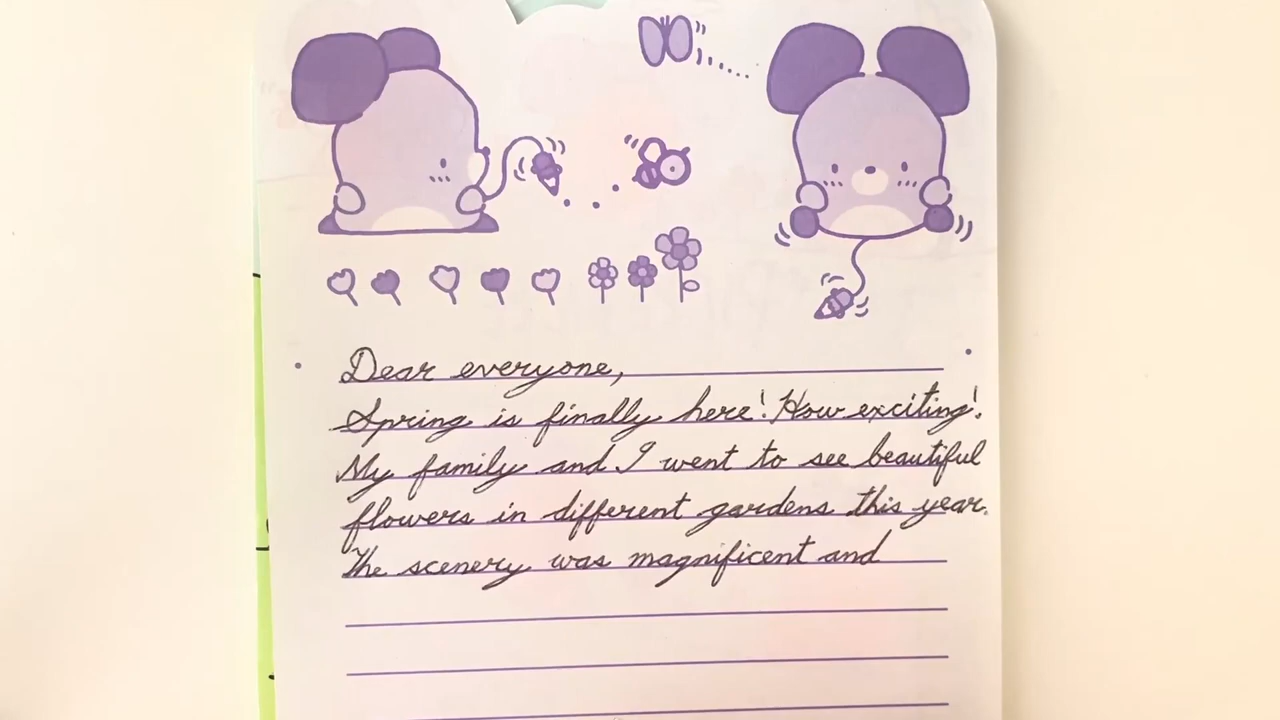 Dear everyone,
Spring is finally here! How exciting!
My family and I went to see beautiful
flowers in different gardens this year.
The scenery was magnificent and